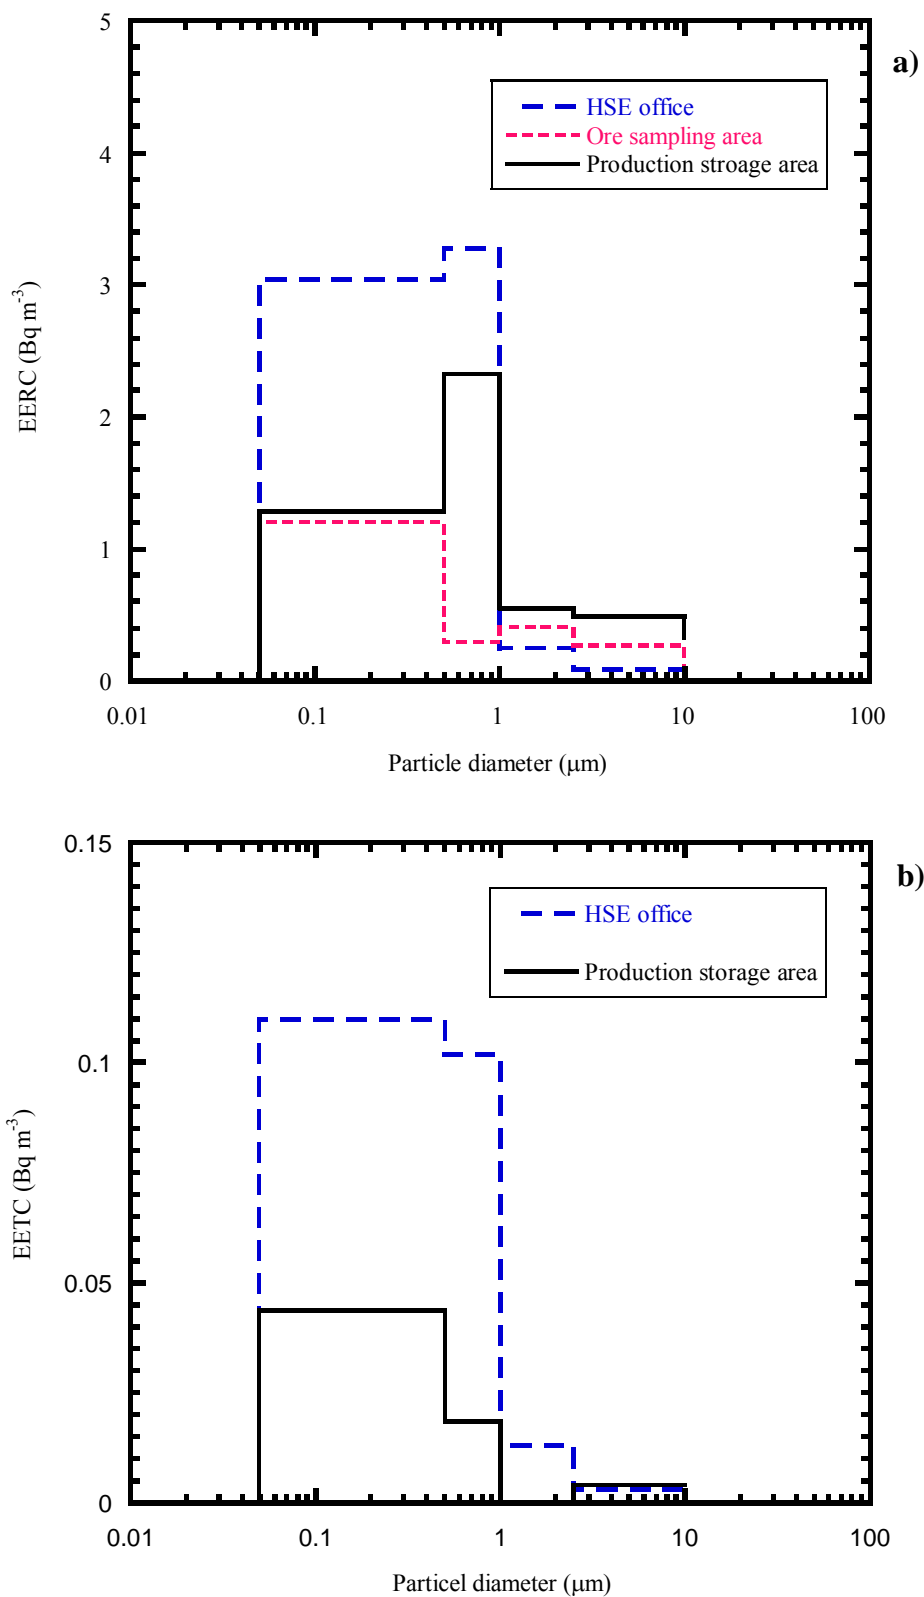 a)
5
4
3
2
1
0
EERC (Bq m⁻³)
HSE office
Ore sampling area
Production stroage area
0.01 0.1 1 10 100
Particle diameter (μm)
b)
0.15
0.1
0.05
0
EETC (Bq m⁻³)
HSE office
Production storage area
0.01 0.1 1 10 100
Particel diameter (μm)